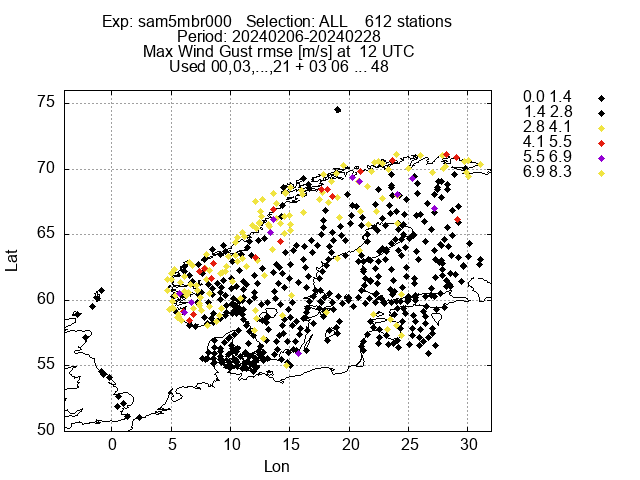 Exp: sam5mbr000   Selection: ALL    612 stations
Period: 20240206-20240228
Max Wind Gust rmse [m/s] at  12 UTC
Used 00,03,...,21 + 03 06 ... 48
0.0 1.4
1.4 2.8
2.8 4.1
4.1 5.5
5.5 6.9
6.9 8.3
75
70
65
60
55
50
Lat
0 5 10 15 20 25 30
Lon